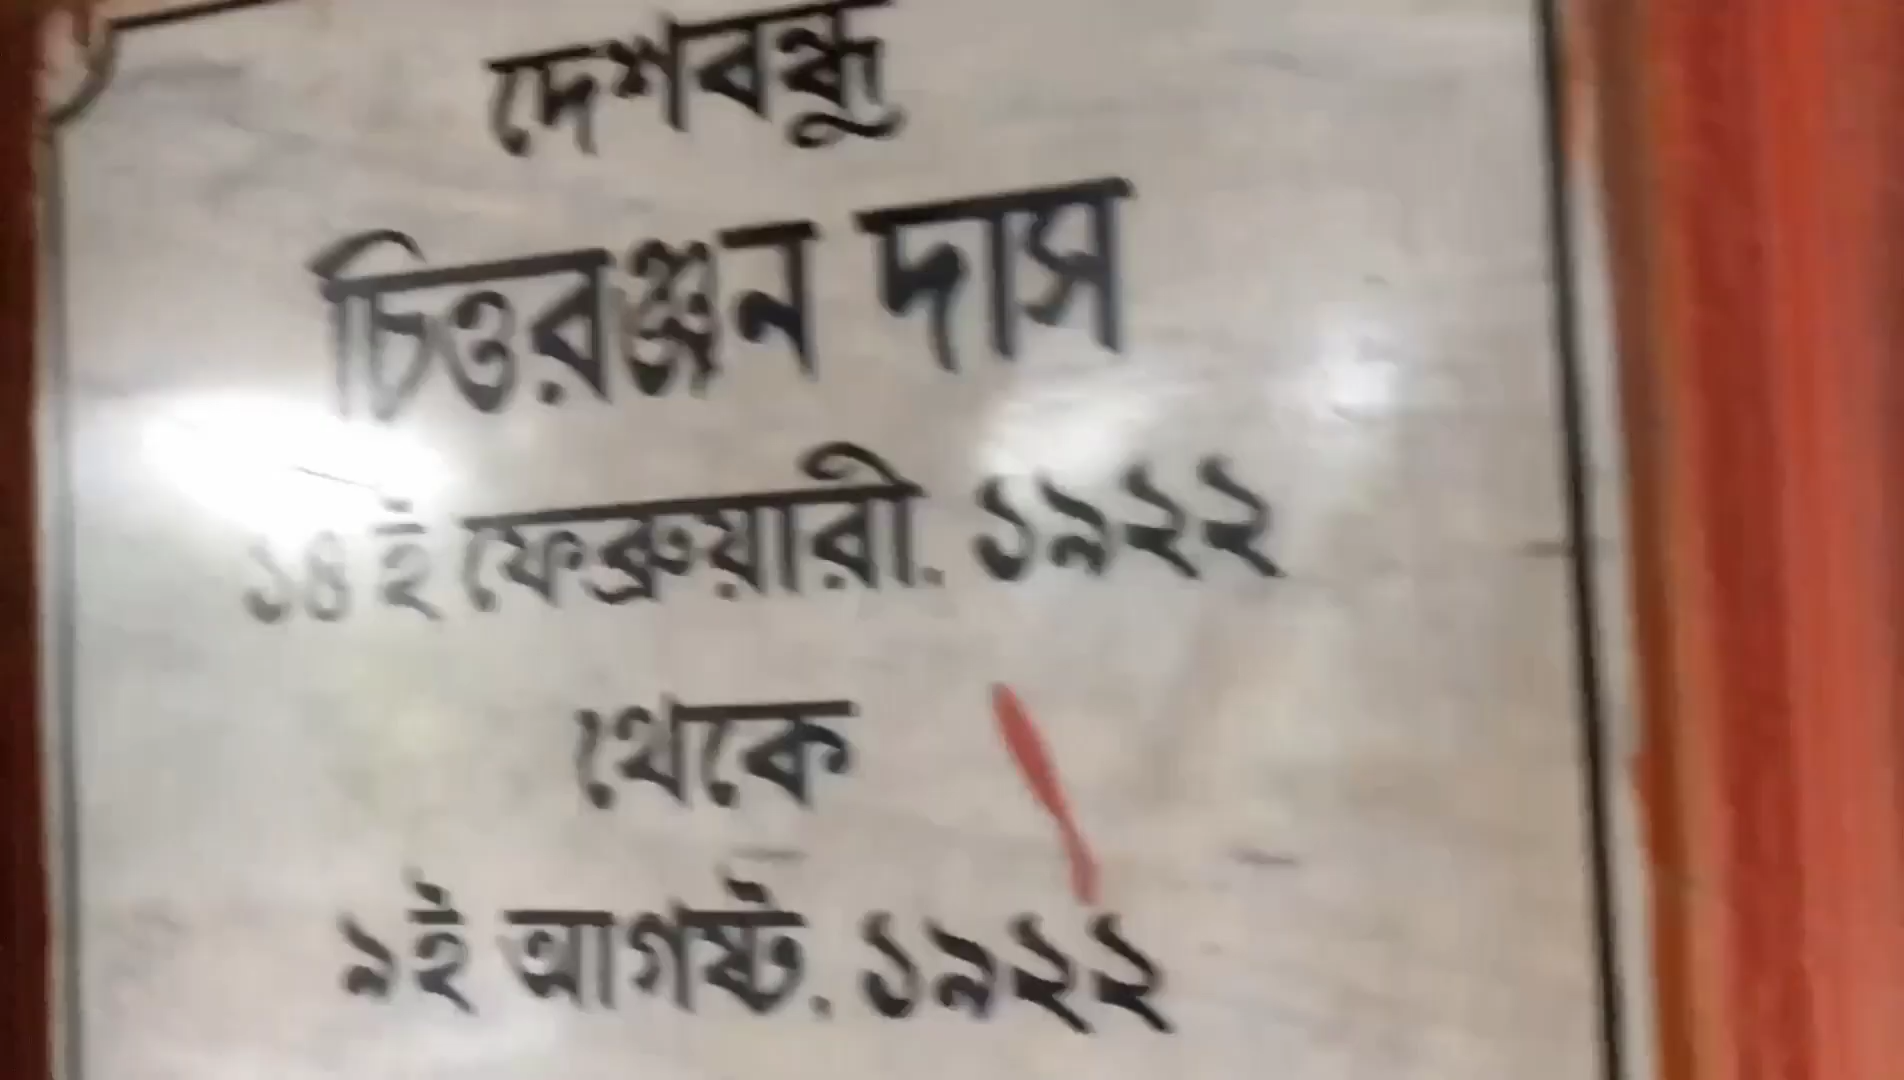 দেশবন্ধু
চিত্তরঞ্জন দাস
১৪ ই ফেব্রুয়ারী. ১৯২২
থেকে
৯ই আগষ্ট. ১৯২২